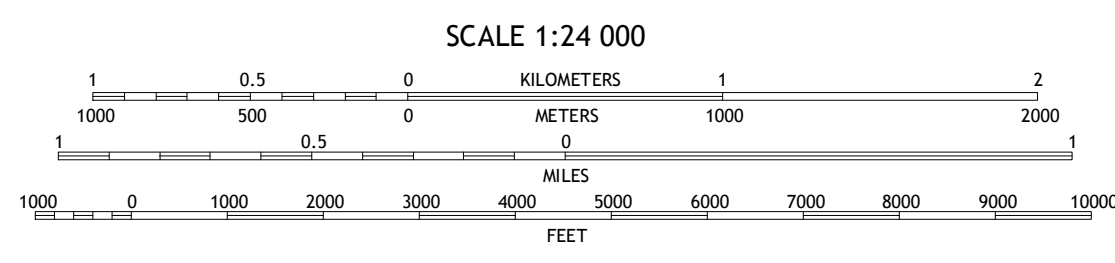 SCALE 1:24 000
1 0.5 0 KILOMETERS 1 2
1000 500 0 METERS 1000 2000
1 0.5 0 1
MILES
1000 0 1000 2000 3000 4000 5000 6000 7000 8000 9000 10000
FEET